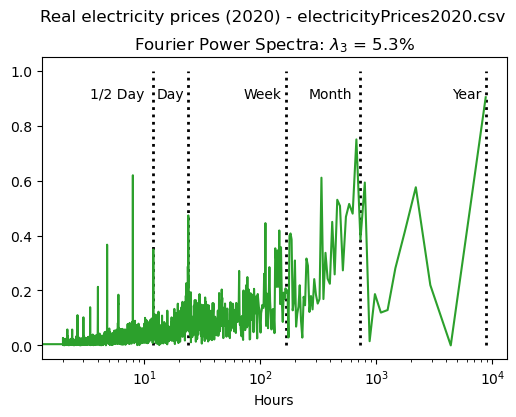 Real electricity prices (2020) - electricityPrices2020.csv
Fourier Power Spectra: λ₃ = 5.3%
1.0
0.8
0.6
0.4
0.2
0.0
1/2 Day
Day
Week
Month
Year
10¹
10²
10³
10⁴
Hours